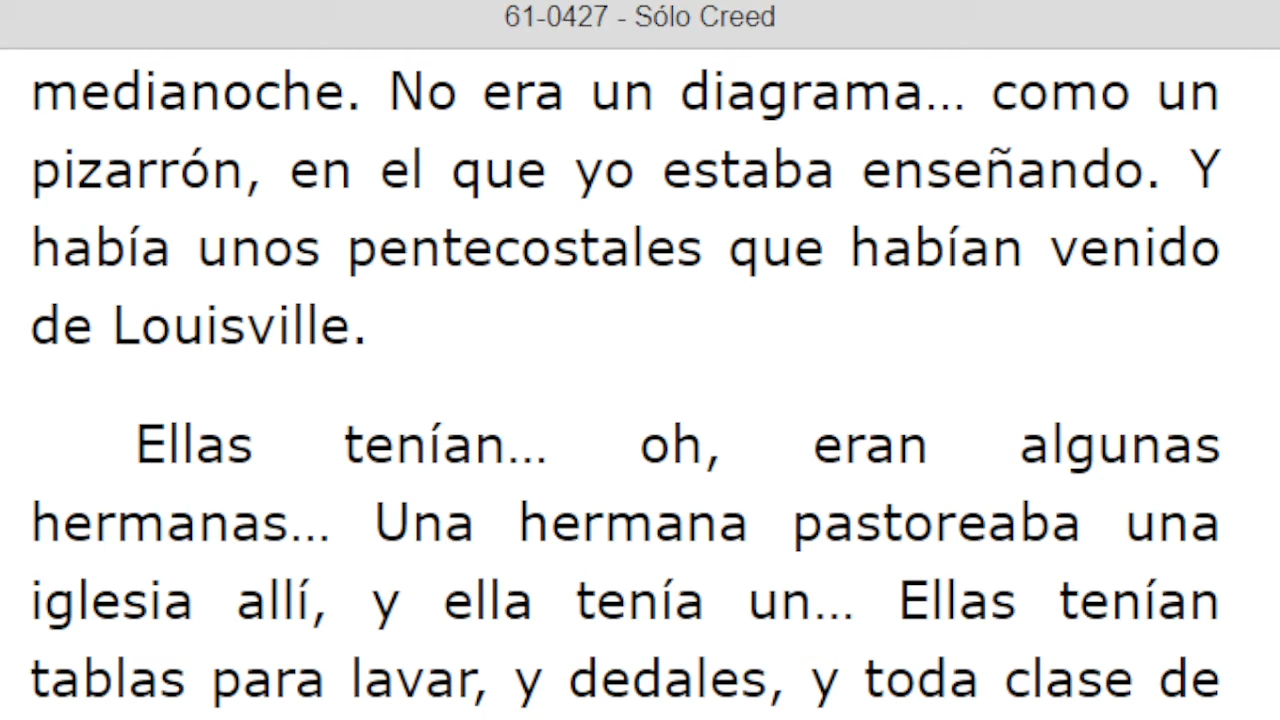 61-0427 - Sólo Creed
medianoche. No era un diagrama... como un
pizarrón, en el que yo estaba enseñando. Y
había unos pentecostales que habían venido
de Louisville.
Ellas tenían... oh, eran algunas
hermanas... Una hermana pastoreaba una
iglesia allí, y ella tenía un... Ellas tenían
tablas para lavar, y dedales, y toda clase de